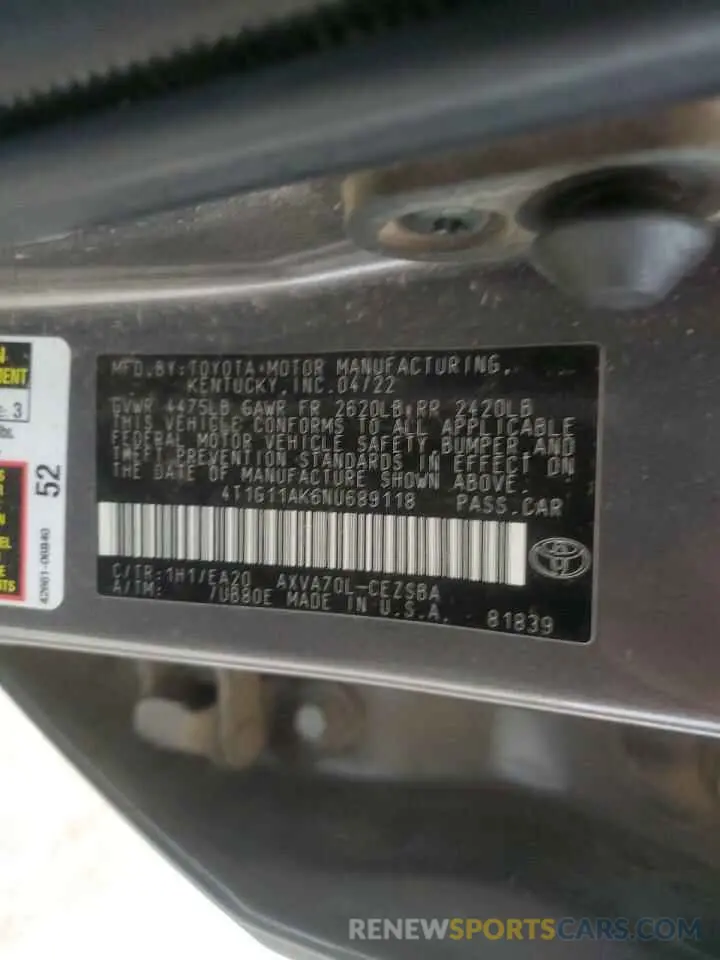 MFD.BY:TOYOTA MOTOR MANUFACTURING,
KENTUCKY, INC. 04/22
GVWR 4475LB GAWR FR 2620LB RR 2420LB
THIS VEHICLE CONFORMS TO ALL APPLICABLE
FEDERAL MOTOR VEHICLE SAFETY, BUMPER AND
THEFT PREVENTION STANDARDS IN EFFECT ON
THE DATE OF MANUFACTURE SHOWN ABOVE.
4T1G11AK6NU689118 PASS.CAR
C/TR:1H1/EA20 AXVA70L-CEZSBA
A/TM: 7UB80E MADE IN U.S.A. 81839
3
lbs.
52
RENEWSPORTSCARS.COM